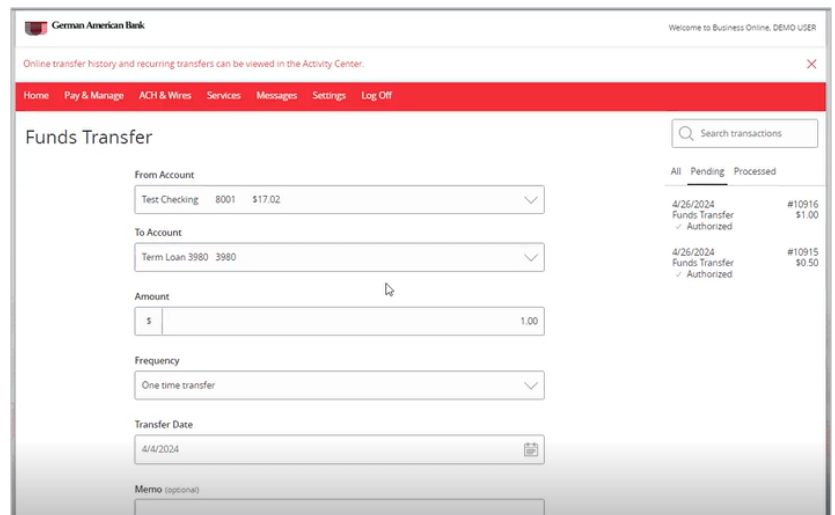 German American Bank
Welcome to Business Online, DEMO USER
Online transfer history and recurring transfers can be viewed in the Activity Center.
Home Pay & Manage ACH & Wires Services Messages Settings Log Off
Funds Transfer
From Account
Test Checking 8001 $17.02
To Account
Term Loan 3980 3980
Amount
$ 1.00
Frequency
One time transfer
Transfer Date
4/4/2024
Memo (optional)
Search transactions
All Pending Processed
4/26/2024 #10916
Funds Transfer $1.00
✓ Authorized
4/26/2024 #10915
Funds Transfer $0.50
✓ Authorized